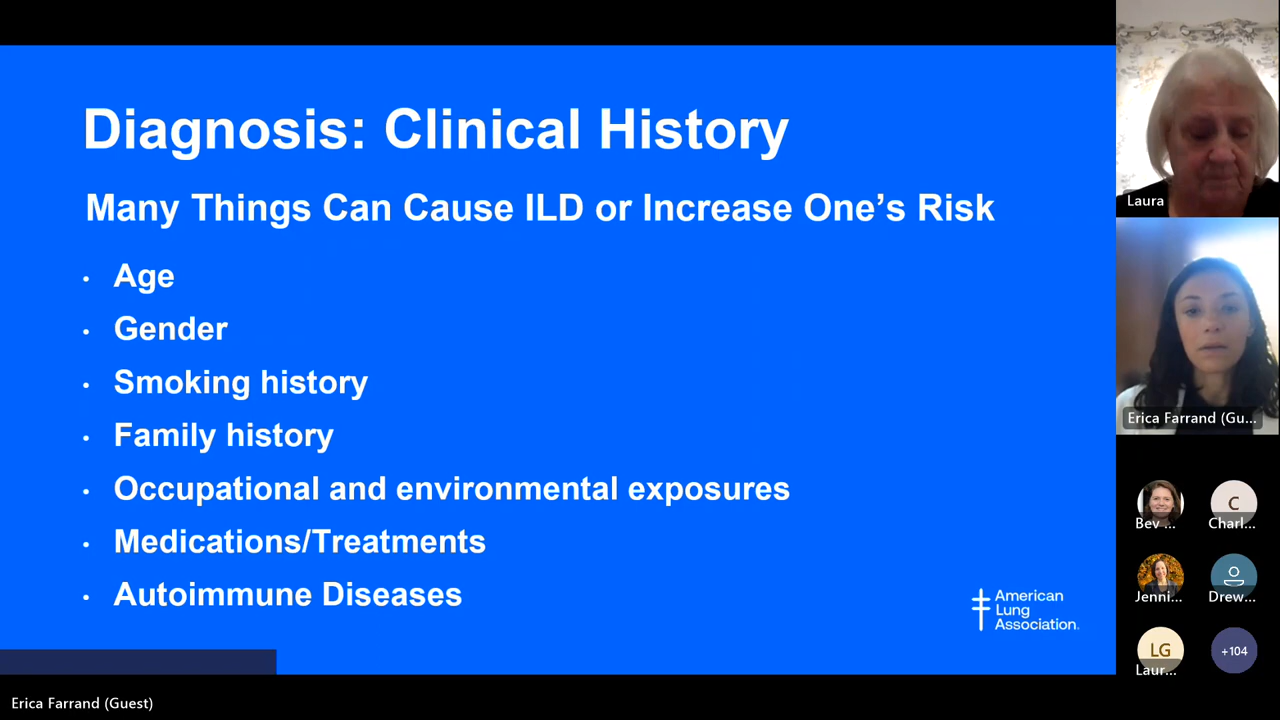 Diagnosis: Clinical History
Many Things Can Cause ILD or Increase One’s Risk
• Age
• Gender
• Smoking history
• Family history
• Occupational and environmental exposures
• Medications/Treatments
• Autoimmune Diseases
American
Lung
Association.
Laura
Erica Farrand (Gu...
Bev ...
C
Charl...
Jenni...
Drew...
LG
Laur...
+104
Erica Farrand (Guest)